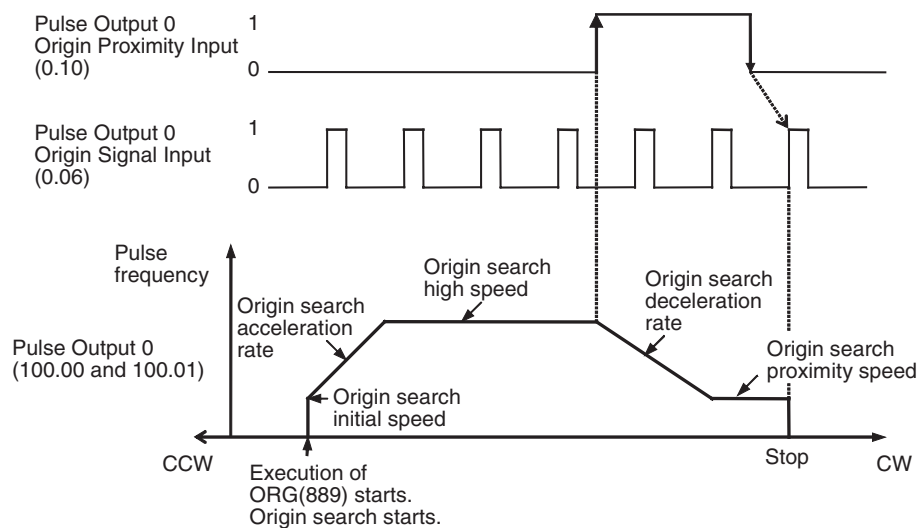 Pulse Output 0
Origin Proximity Input
(0.10)
1
0
Pulse Output 0
Origin Signal Input
(0.06)
1
0
Pulse
frequency
Origin search
high speed
Origin search
acceleration
rate
Origin search
deceleration
rate
Pulse Output 0
(100.00 and 100.01)
Origin search
proximity speed
Origin search
initial speed
CCW
Stop
CW
Execution of
ORG(889) starts.
Origin search starts.